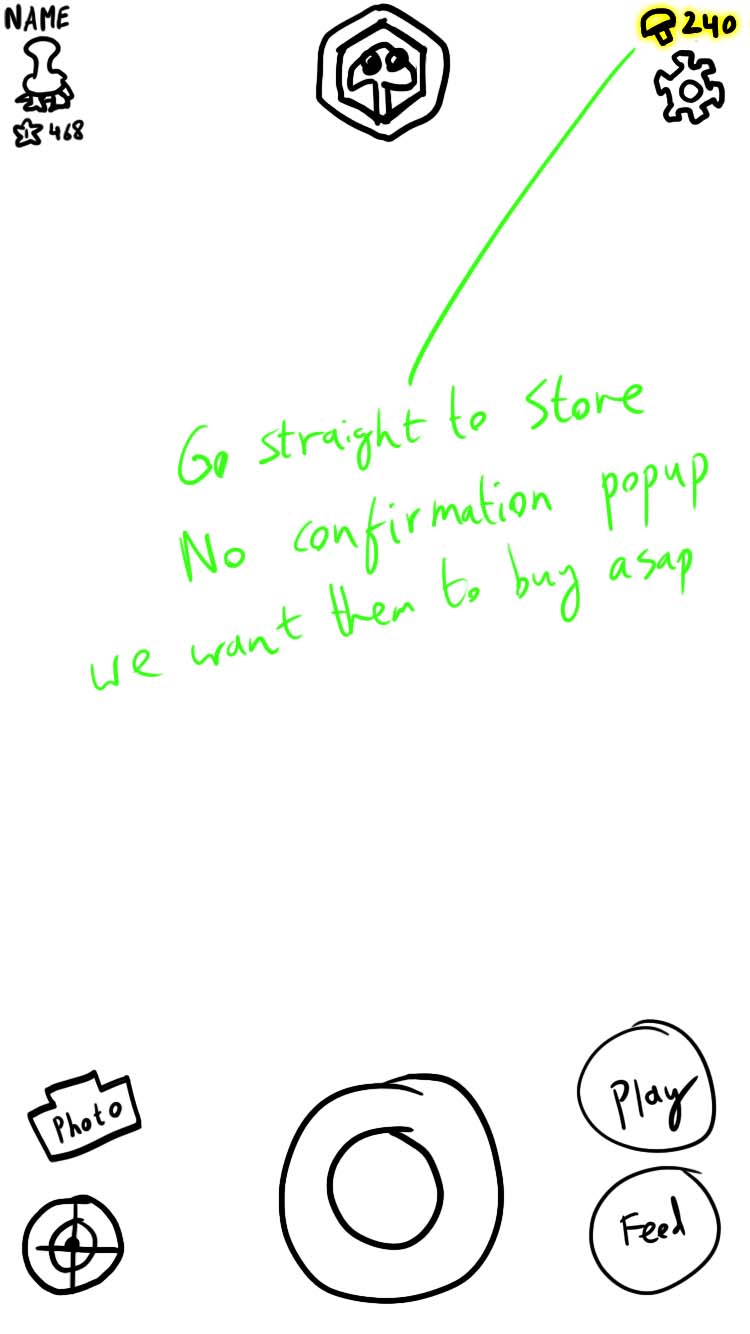 NAME
240
1 468
Go straight to store
No confirmation popup
we want them to buy asap
Photo
Play
Feed